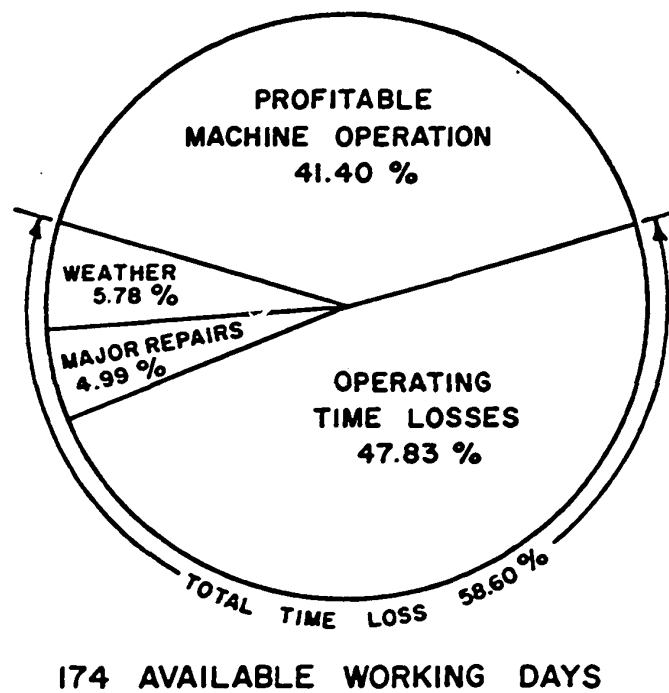 PROFITABLE
MACHINE OPERATION
41.40 %
WEATHER
5.78 %
MAJOR REPAIRS
4.99 %
OPERATING
TIME LOSSES
47.83 %
TOTAL TIME LOSS 58.60 %
174 AVAILABLE WORKING DAYS